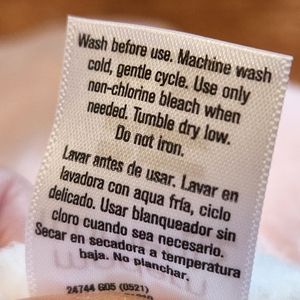 Wash before use. Machine wash
cold, gentle cycle. Use only
non-chlorine bleach when
needed. Tumble dry low.
Do not iron.
Lavar antes de usar. Lavar en
lavadora con aqua fría, ciclo
delicado. Usar blanqueador sin
cloro cuando sea necesario.
Secar en secadora a temperatura
baja. No planchar.
24744 G05 (0521)